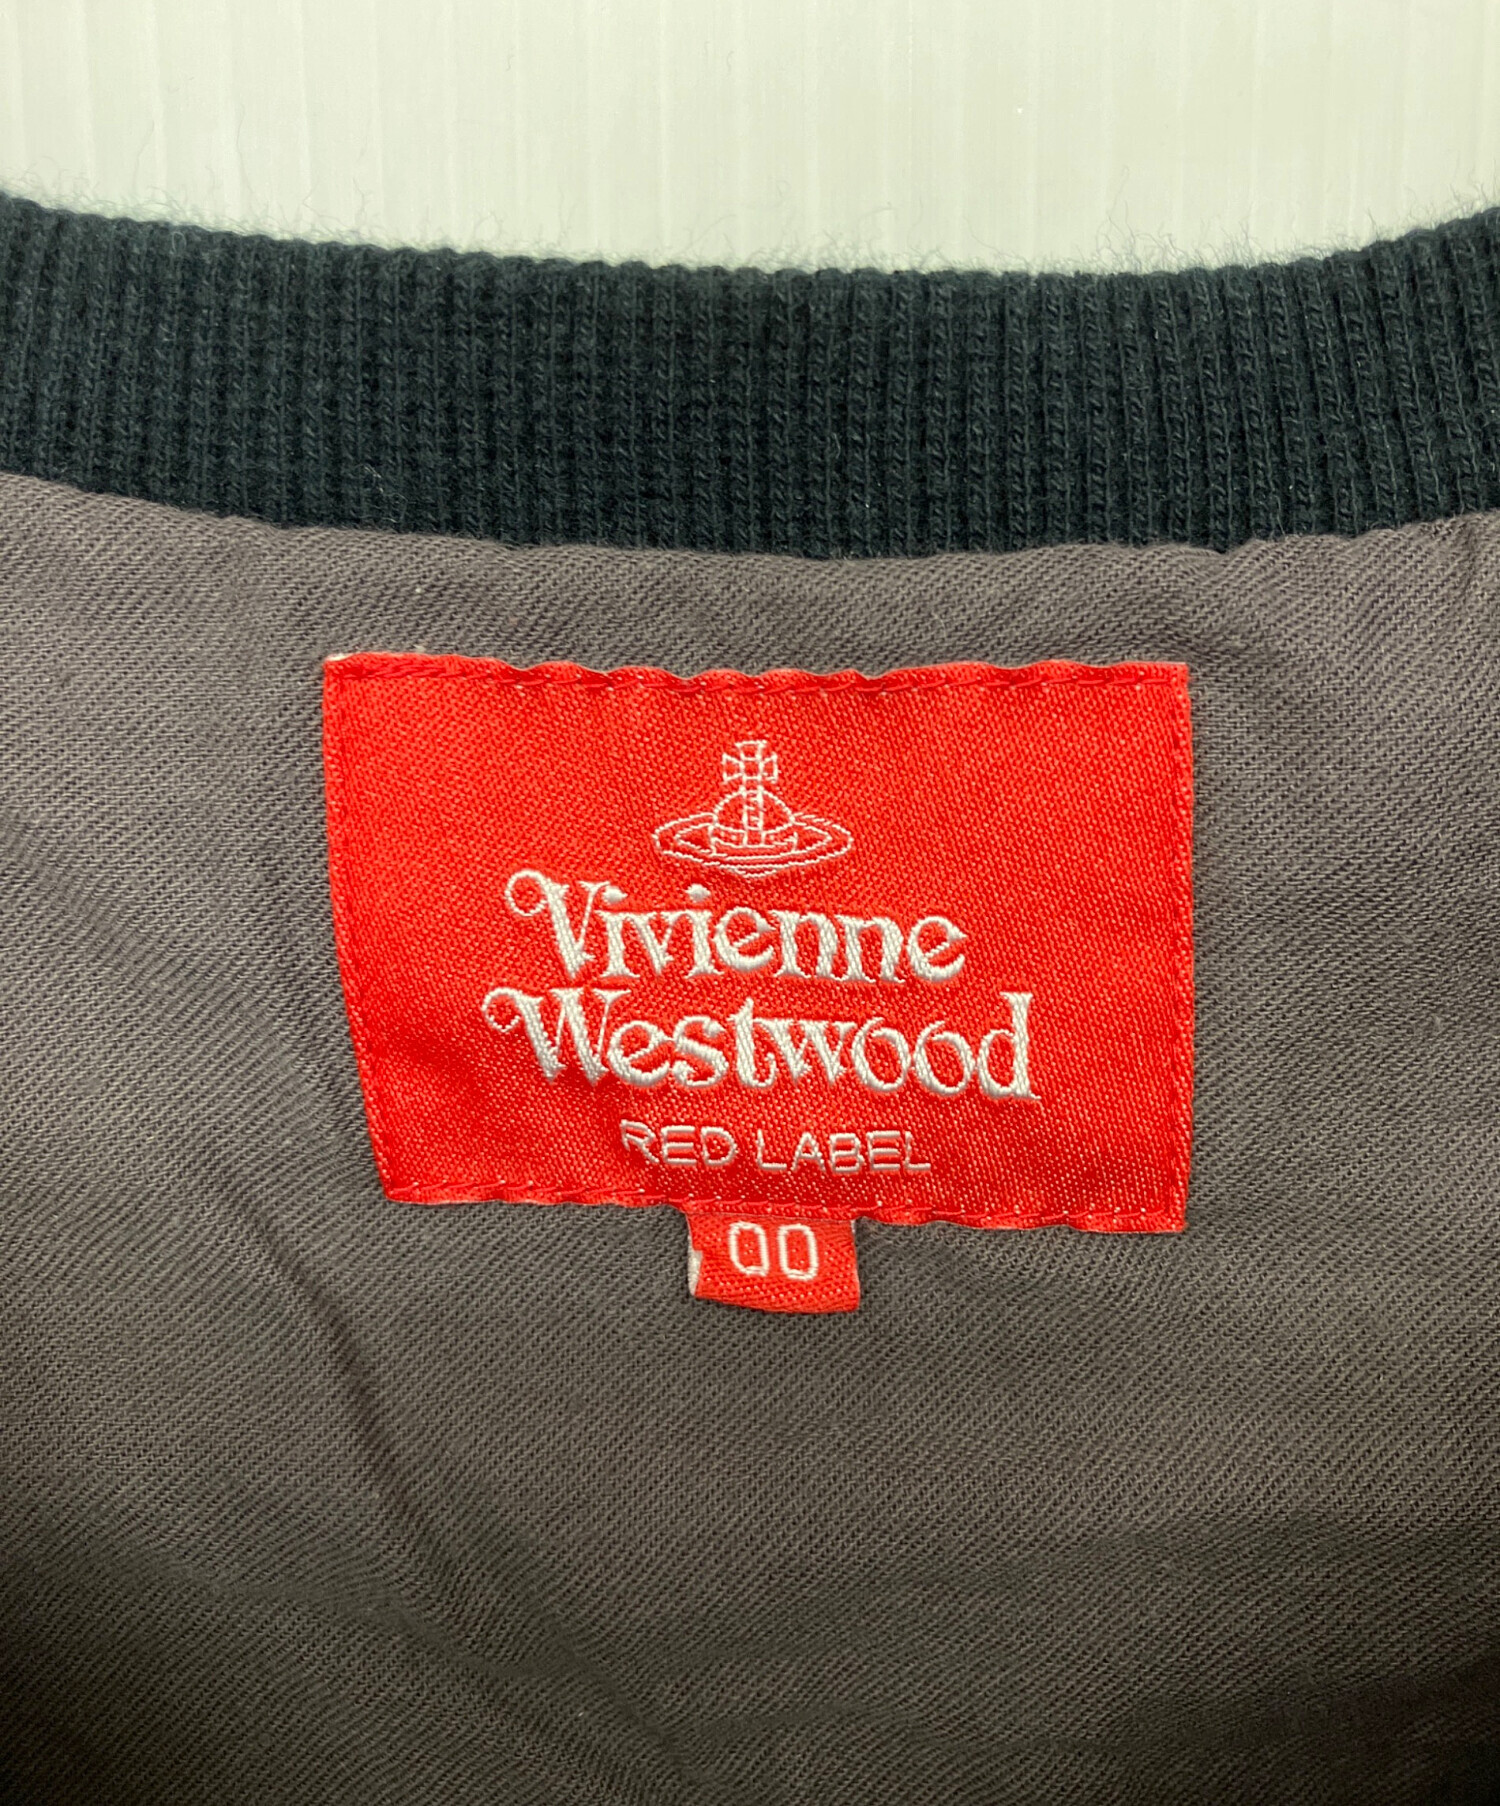 Vivienne
Westwood
RED LABEL
00